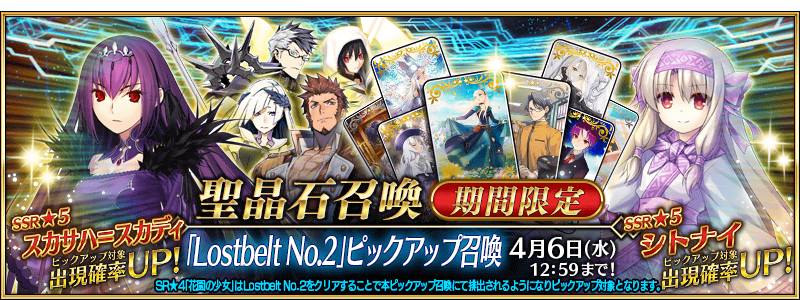 聖晶石召喚 期間限定
SSR★5
スカサハ=スカディ
ピックアップ対象
出現確率UP!
「Lostbelt No.2」ピックアップ召喚
4月6日(水)
12:59まで!
SSR★5
シトナイ
ピックアップ対象
出現確率UP!
SR★4「花園の少女」はLostbelt No.2をクリアすることで本ピックアップ召喚にて排出されるようになりピックアップ対象となります。